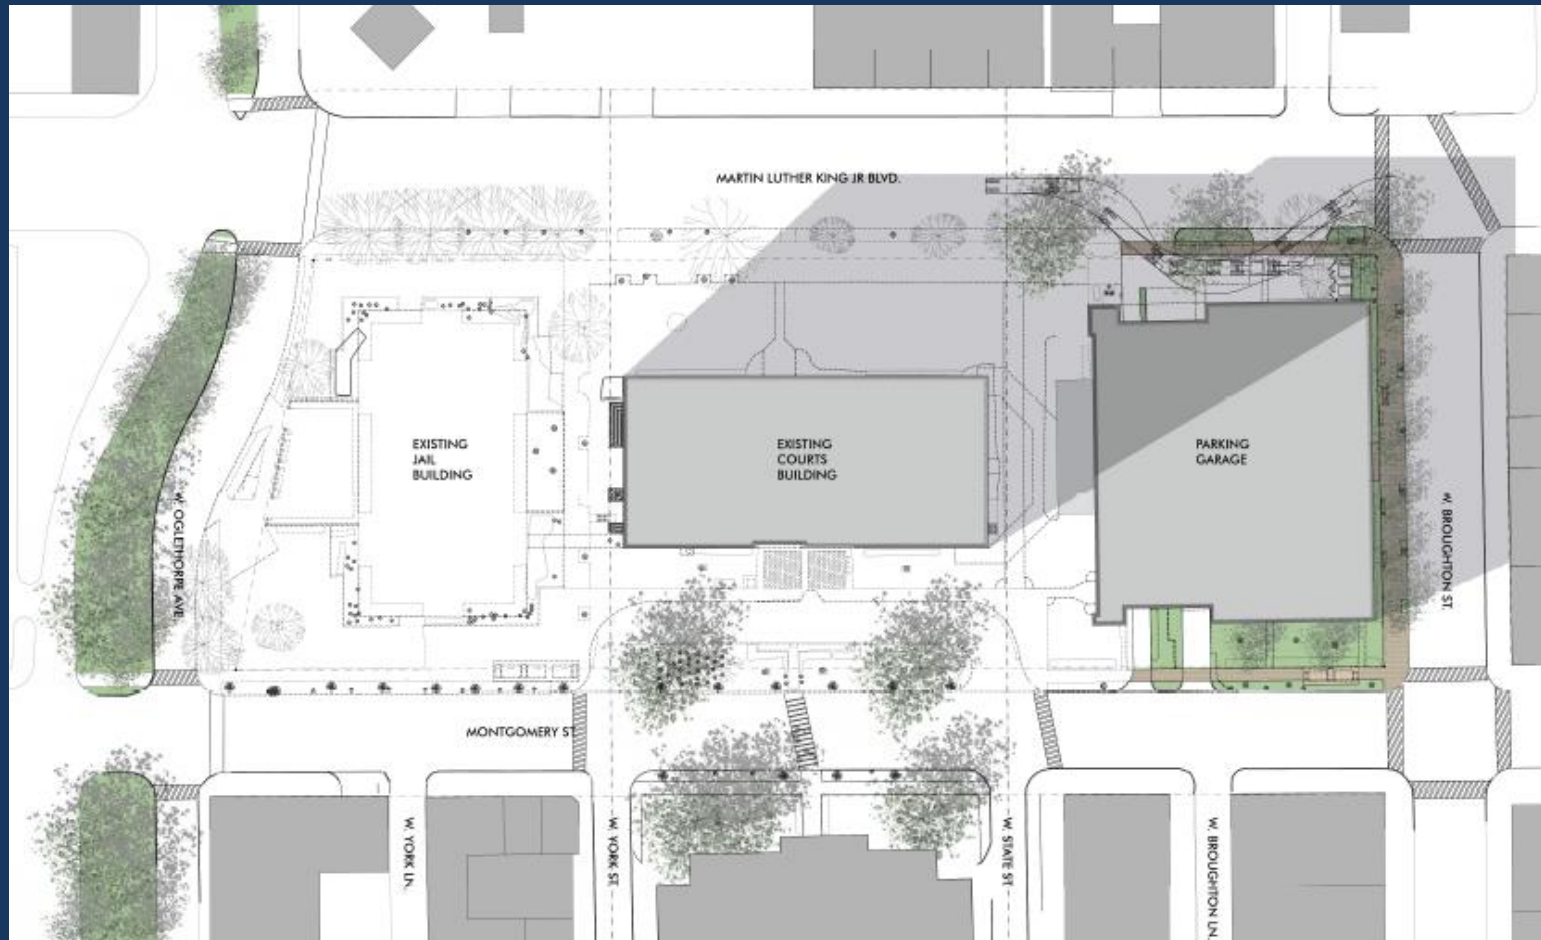 MARTIN LUTHER KING JR BLVD.
EXISTING
JAIL
BUILDING
EXISTING
COURTS
BUILDING
PARKING
GARAGE
W. OGLETHORPE AVE.
W. BROUGHTON ST.
MONTGOMERY ST.
W. YORK LN.
W. YORK ST.
W. STATE ST.
W. BROUGHTON LN.